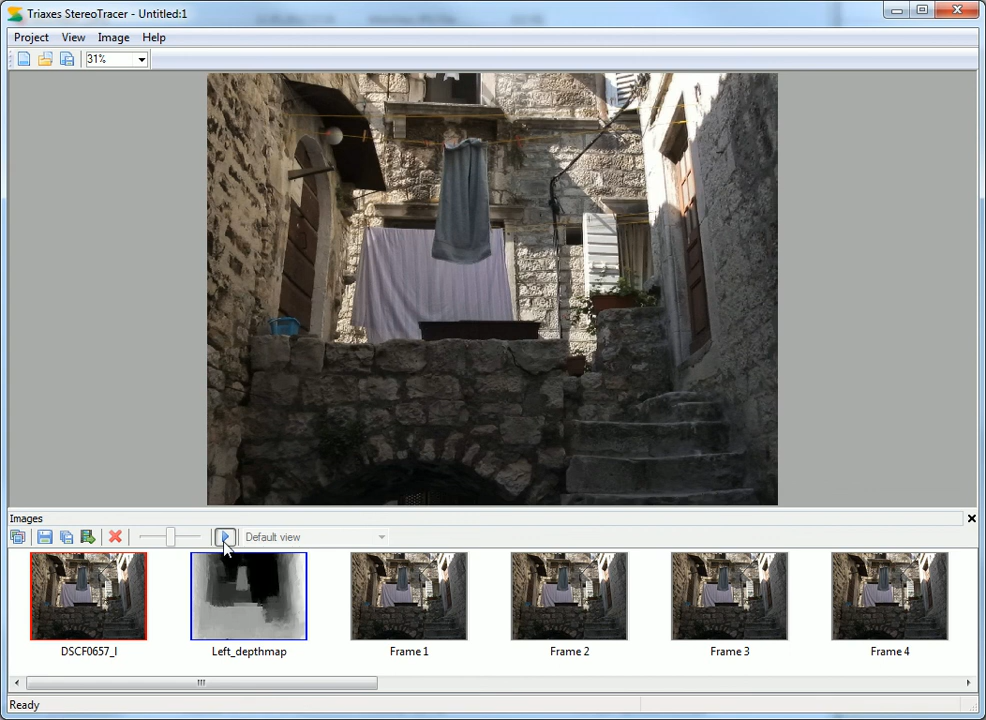 Triaxes StereoTracer - Untitled:1
Project View Image Help
31%
Images
Default view
DSCF0657_l Left_depthmap Frame 1 Frame 2 Frame 3 Frame 4
Ready